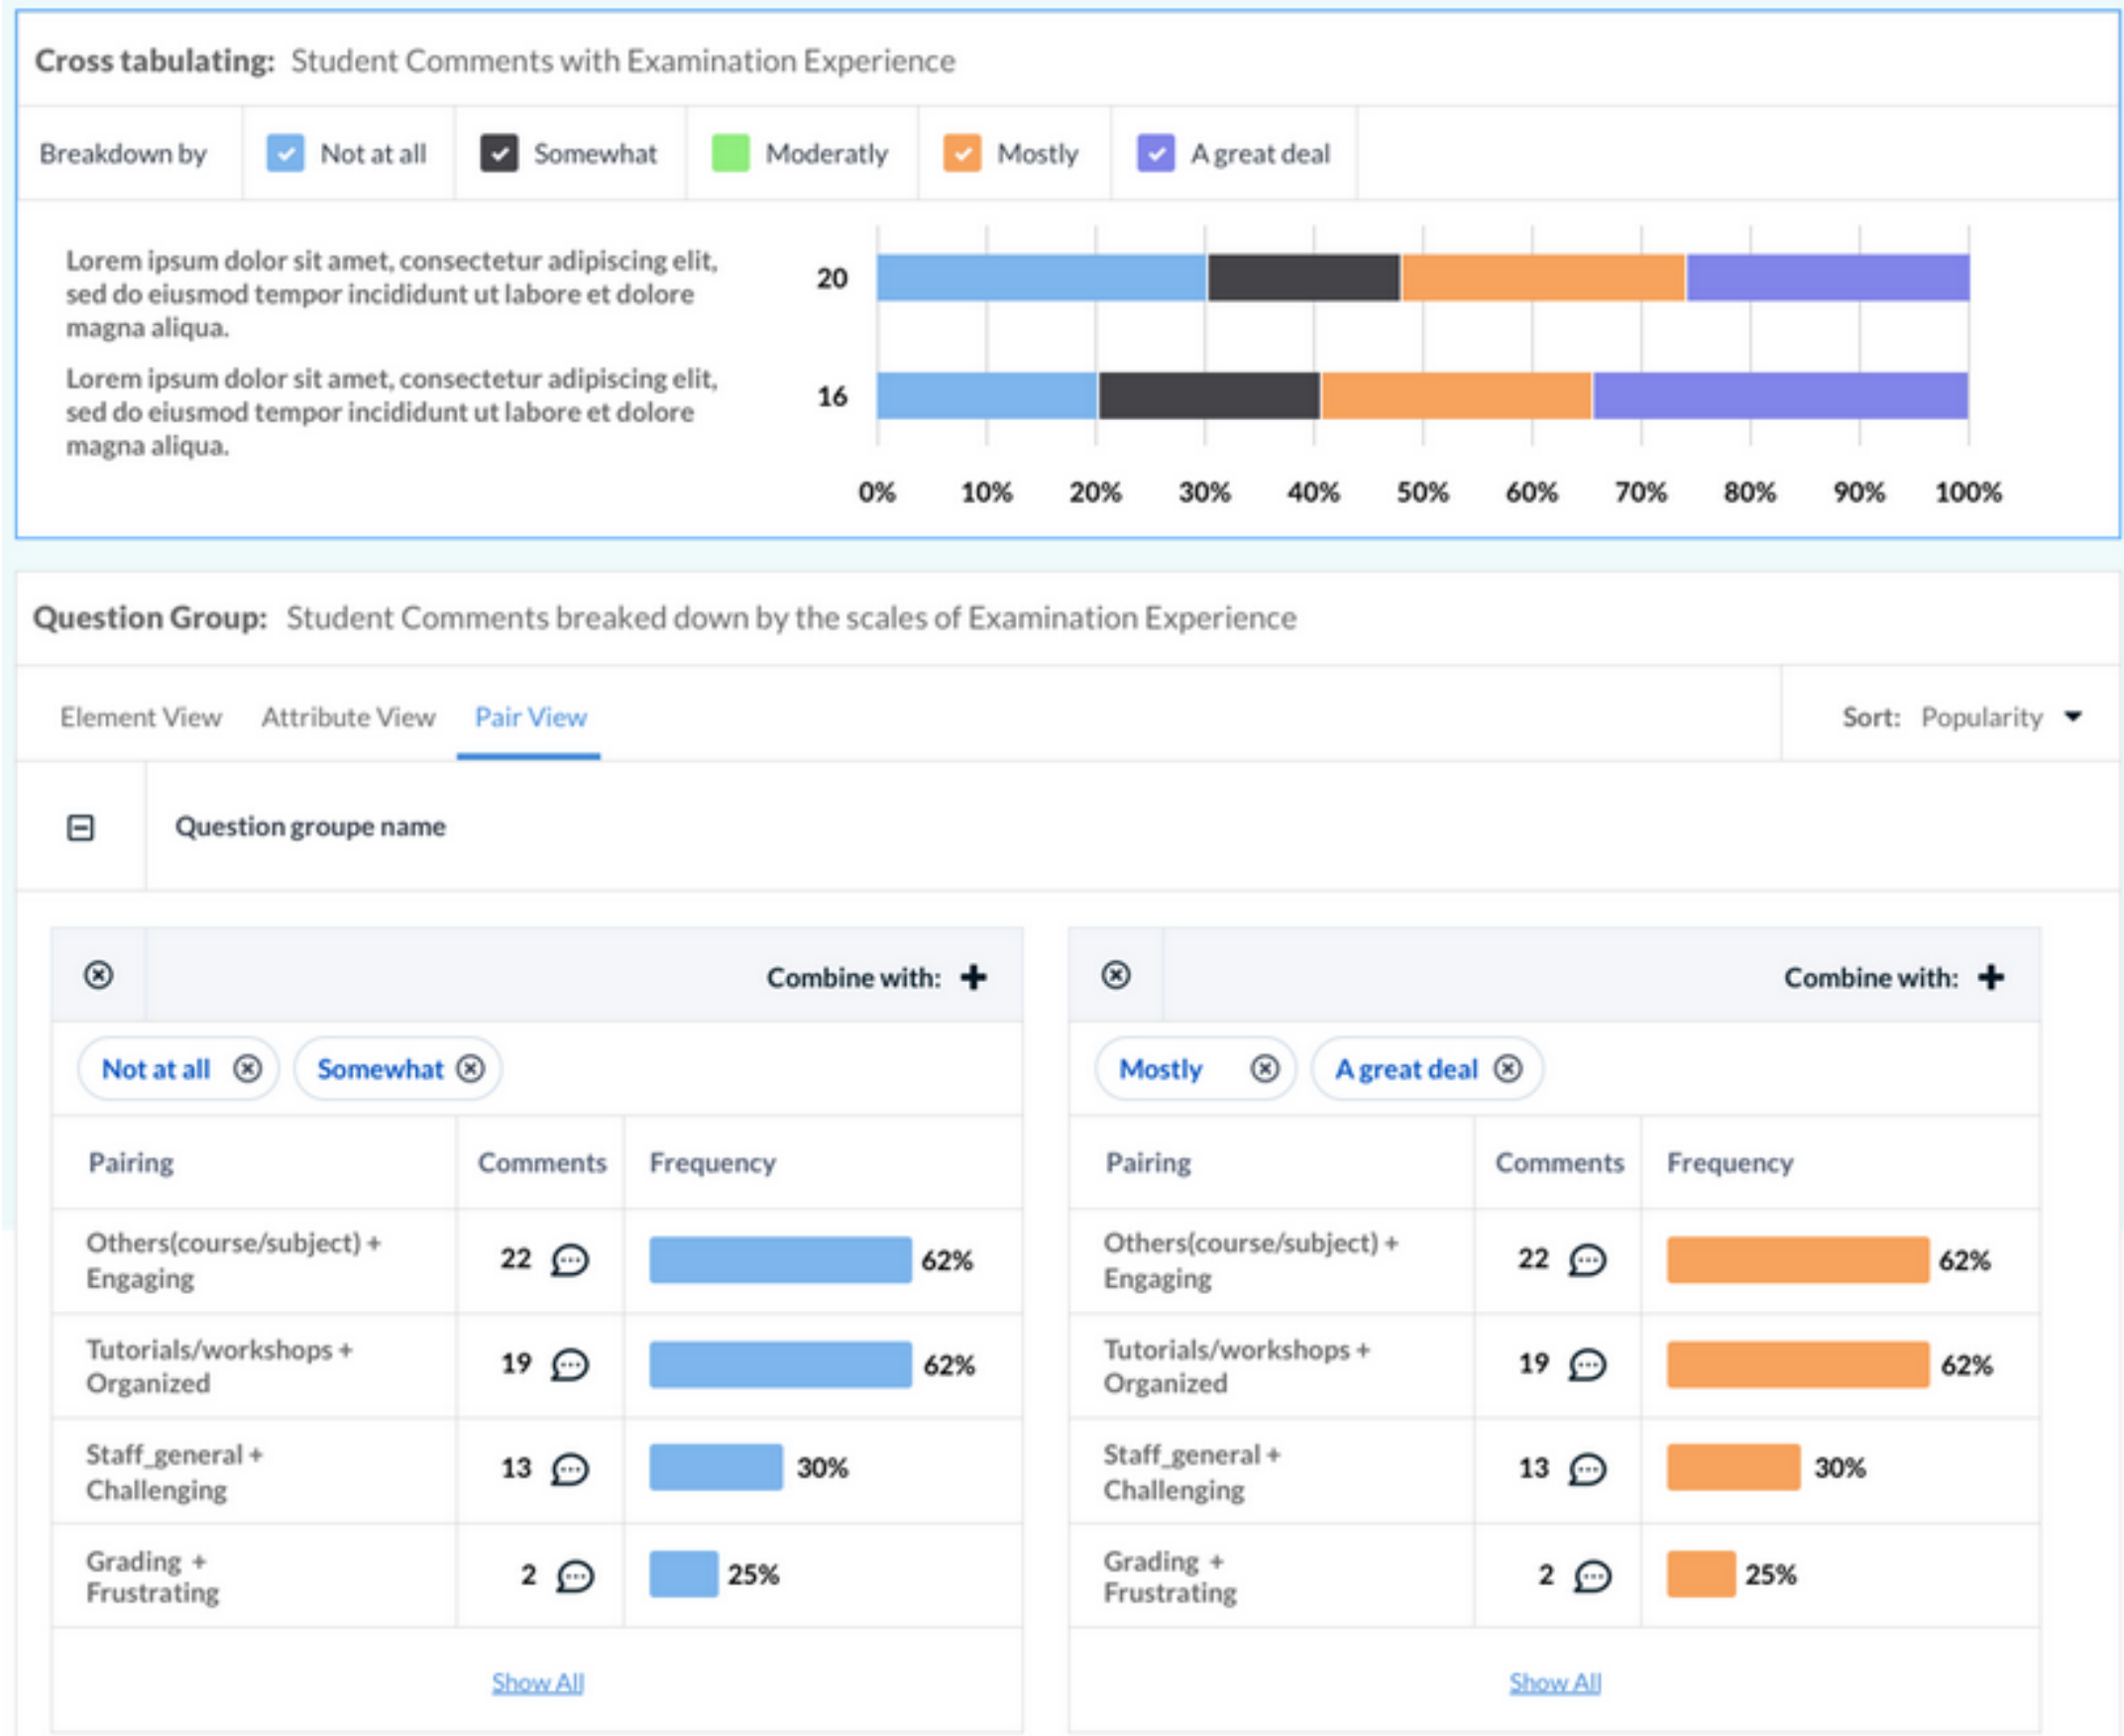 Cross tabulating: Student Comments with Examination Experience
Breakdown by Not at all Somewhat Moderatly Mostly A great deal
Lorem ipsum dolor sit amet, consectetur adipiscing elit,
sed do eiusmod tempor incididunt ut labore et dolore
magna aliqua.
20
Lorem ipsum dolor sit amet, consectetur adipiscing elit,
sed do eiusmod tempor incididunt ut labore et dolore
magna aliqua.
16
0% 10% 20% 30% 40% 50% 60% 70% 80% 90% 100%
Question Group: Student Comments breaked down by the scales of Examination Experience
Element View Attribute View Pair View Sort: Popularity
Question groupe name
Combine with:
Not at all Somewhat
Pairing Comments Frequency
Others(course/subject) +
Engaging
22 62%
Tutorials/workshops +
Organized
19 62%
Staff_general +
Challenging
13 30%
Grading +
Frustrating
2 25%
Show All
Combine with:
Mostly A great deal
Pairing Comments Frequency
Others(course/subject) +
Engaging
22 62%
Tutorials/workshops +
Organized
19 62%
Staff_general +
Challenging
13 30%
Grading +
Frustrating
2 25%
Show All